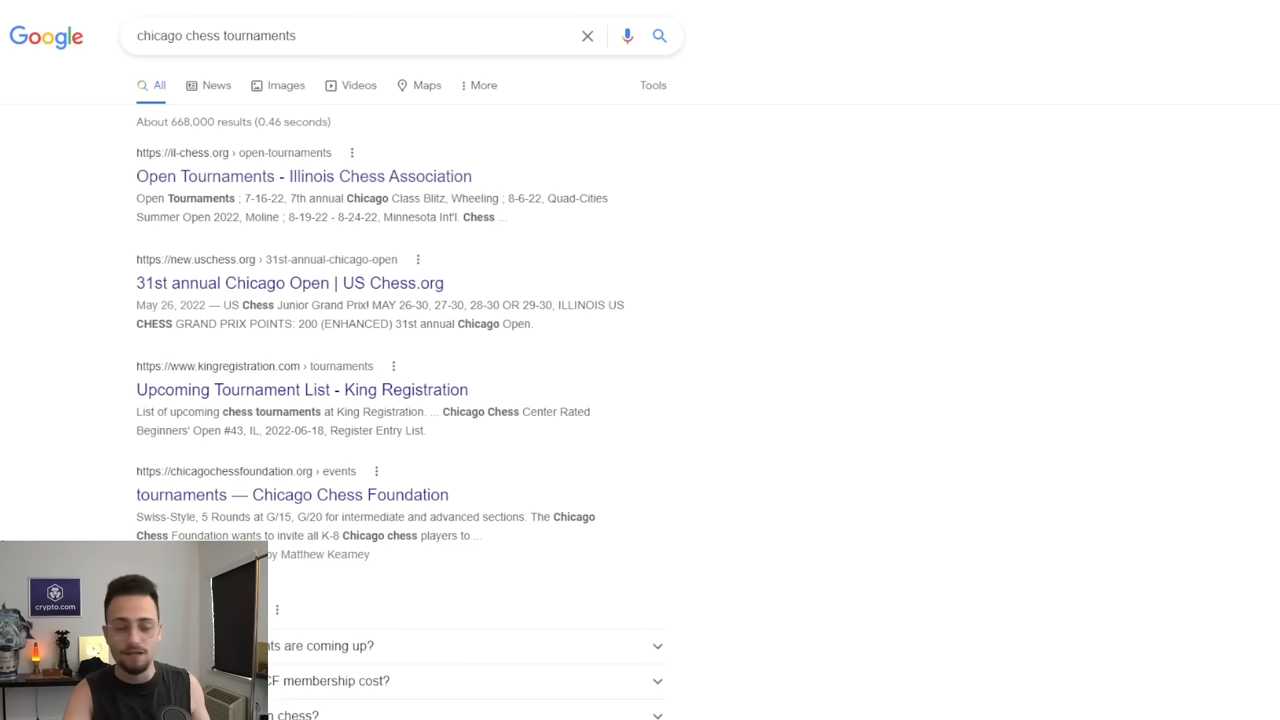 Google
chicago chess tournaments
All
News
Images
Videos
Maps
More
Tools
About 668,000 results (0.46 seconds)
https://il-chess.org › open-tournaments
Open Tournaments - Illinois Chess Association
Open Tournaments ; 7-16-22, 7th annual Chicago Class Blitz, Wheeling ; 8-6-22, Quad-Cities
Summer Open 2022, Moline ; 8-19-22 - 8-24-22, Minnesota Int'l. Chess ...
https://new.uschess.org › 31st-annual-chicago-open
31st annual Chicago Open | US Chess.org
May 26, 2022 — US Chess Junior Grand Prix! MAY 26-30, 27-30, 28-30 OR 29-30, ILLINOIS US
CHESS GRAND PRIX POINTS: 200 (ENHANCED) 31st annual Chicago Open.
https://www.kingregistration.com › tournaments
Upcoming Tournament List - King Registration
List of upcoming chess tournaments at King Registration. ... Chicago Chess Center Rated
Beginners' Open #43, IL, 2022-06-18, Register Entry List.
https://chicagochessfoundation.org › events
tournaments — Chicago Chess Foundation
Swiss-Style, 5 Rounds at G/15, G/20 for intermediate and advanced sections. The Chicago
Chess Foundation wants to invite all K-8 Chicago chess players to ...
by Matthew Kearney
crypto.com
are coming up?
membership cost?
chess?